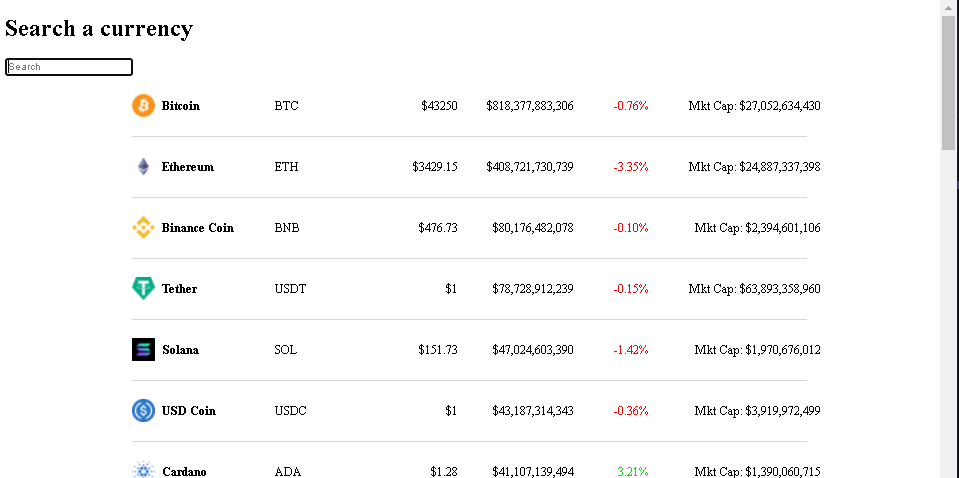 Search a currency
Search
Bitcoin BTC $43250 $818,377,883,306 -0.76% Mkt Cap: $27,052,634,430
Ethereum ETH $3429.15 $408,721,730,739 -3.35% Mkt Cap: $24,887,337,398
Binance Coin BNB $476.73 $80,176,482,078 -0.10% Mkt Cap: $2,394,601,106
Tether USDT $1 $78,728,912,239 -0.15% Mkt Cap: $63,893,358,960
Solana SOL $151.73 $47,024,603,390 -1.42% Mkt Cap: $1,970,676,012
USD Coin USDC $1 $43,187,314,343 -0.36% Mkt Cap: $3,919,972,499
Cardano ADA $1.28 $41,107,139,494 3.21% Mkt Cap: $1,390,060,715